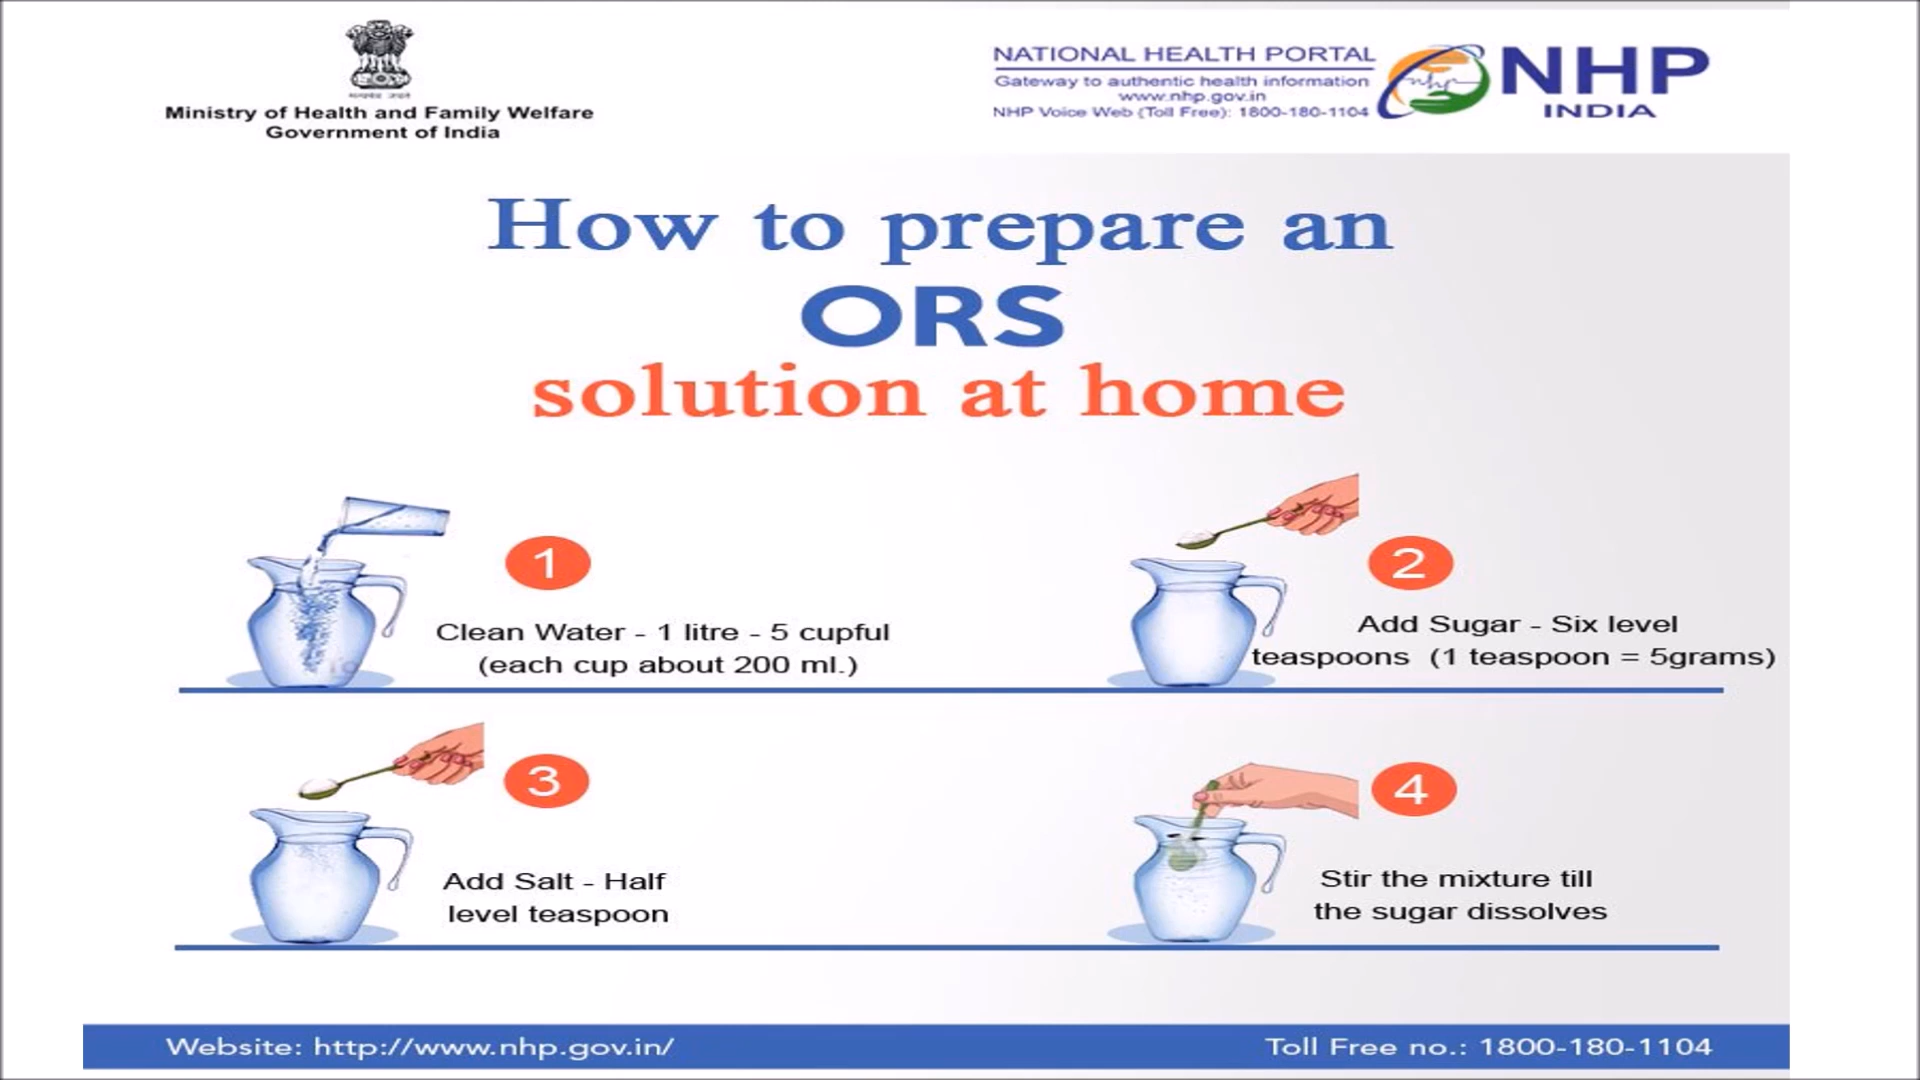 Ministry of Health and Family Welfare
Government of India
NATIONAL HEALTH PORTAL
Gateway to authentic health information
www.nhp.gov.in
NHP Voice Web (Toll Free): 1800-180-1104
nhp
NHP
INDIA
How to prepare an
ORS
solution at home
1
Clean Water - 1 litre - 5 cupful
(each cup about 200 ml.)
2
Add Sugar - Six level
teaspoons (1 teaspoon = 5grams)
3
Add Salt - Half
level teaspoon
4
Stir the mixture till
the sugar dissolves
Website: http://www.nhp.gov.in/
Toll Free no.: 1800-180-1104